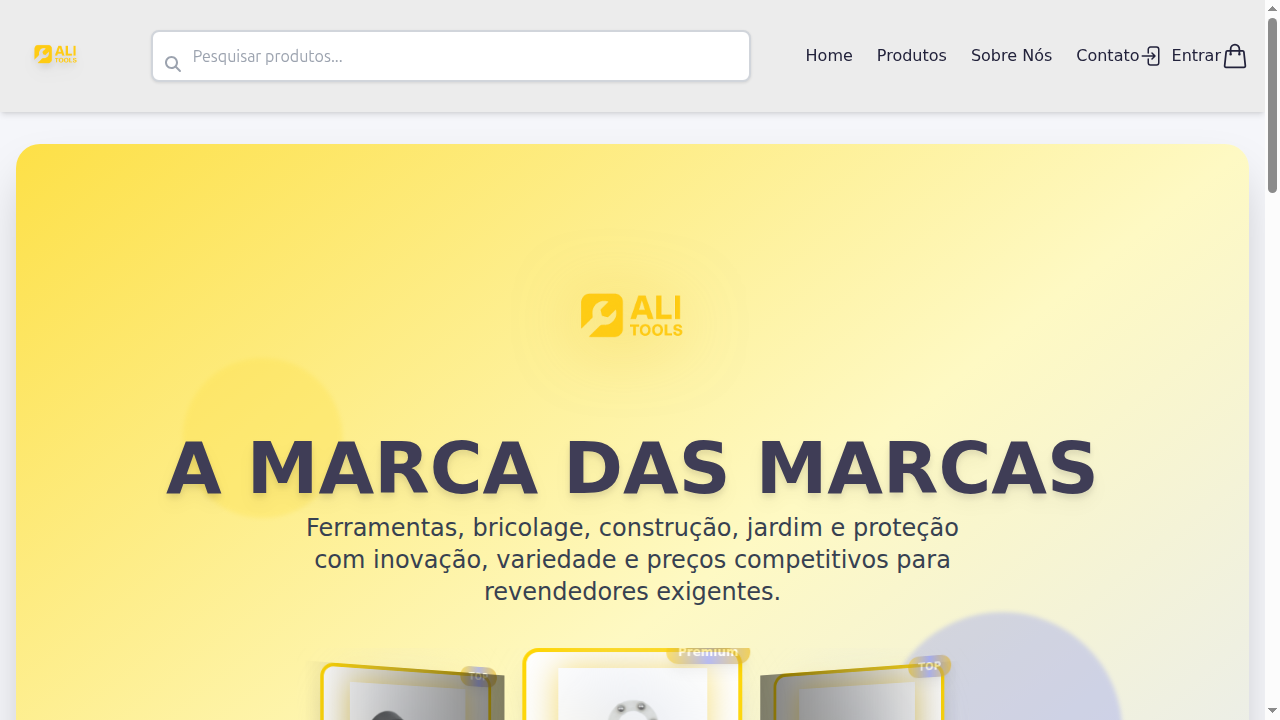 ALI
TOOLS
Pesquisar produtos...
Home
Produtos
Sobre Nós
Contato
Entrar
ALI
TOOLS
A MARCA DAS MARCAS
Ferramentas, bricolage, construção, jardim e proteção
com inovação, variedade e preços competitivos para
revendedores exigentes.
TOP
Premium
TOP